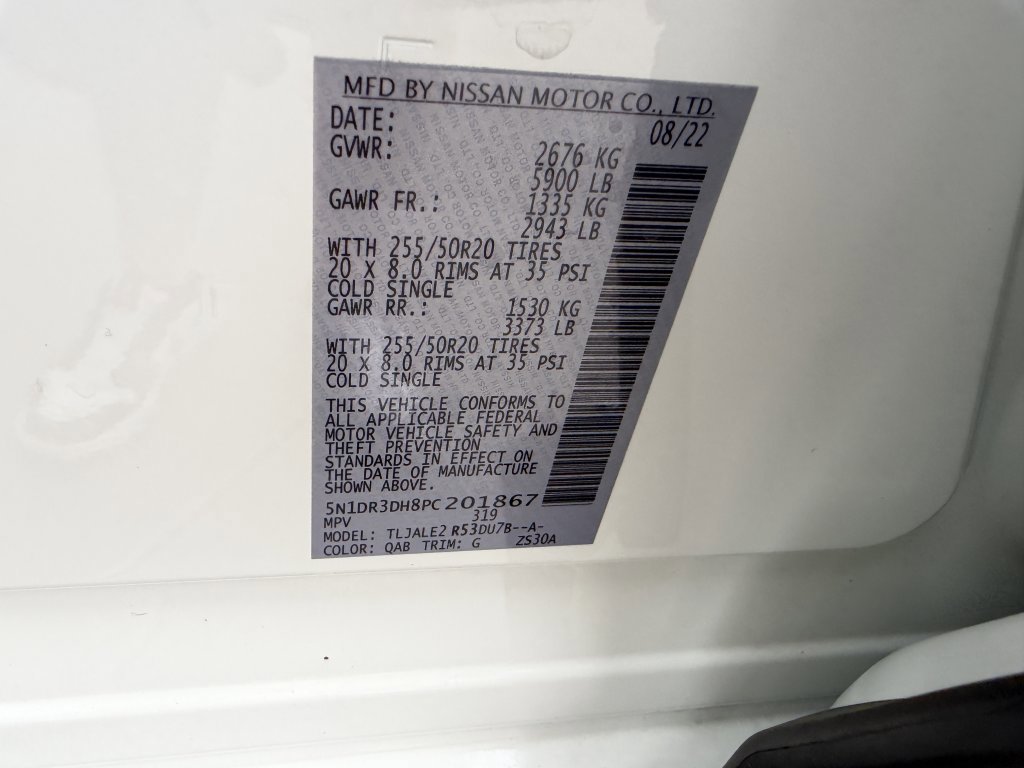 MFD BY NISSAN MOTOR CO., LTD.
DATE: 08/22
GVWR: 2676 KG
5900 LB
GAWR FR.: 1335 KG
2943 LB
WITH 255/50R20 TIRES
20 X 8.0 RIMS AT 35 PSI
COLD SINGLE
GAWR RR.: 1530 KG
3373 LB
WITH 255/50R20 TIRES
20 X 8.0 RIMS AT 35 PSI
COLD SINGLE
THIS VEHICLE CONFORMS TO
ALL APPLICABLE FEDERAL
MOTOR VEHICLE SAFETY AND
THEFT PREVENTION
STANDARDS IN EFFECT ON
THE DATE OF MANUFACTURE
SHOWN ABOVE.
5N1DR3DH8PC201867
MPV 319
MODEL: TLJALE2 R53DU7B--A-
COLOR: QAB TRIM: G ZS30A